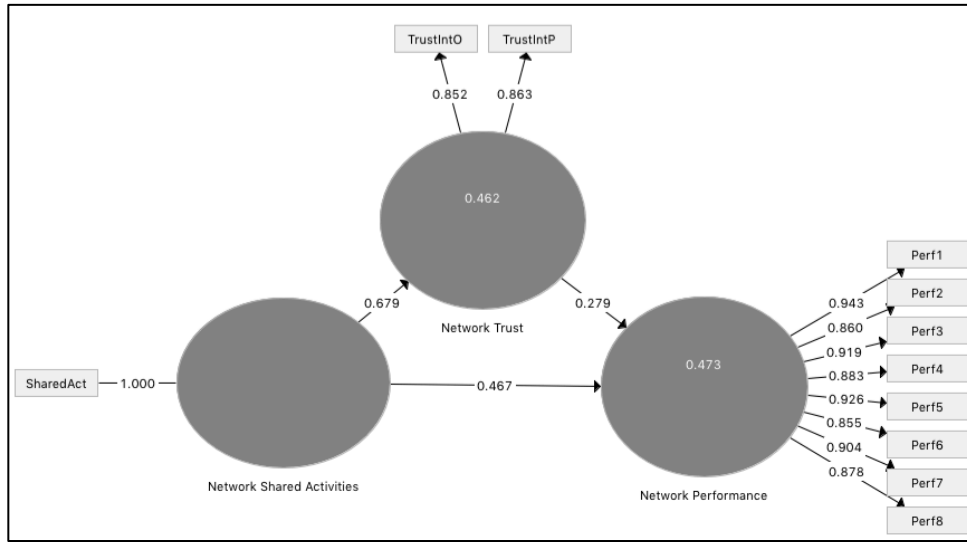 TrustIntO TrustIntP
0.852 0.863
0.462
Network Trust
0.679 0.279
SharedAct 1.000
Network Shared Activities
0.467
0.473
Network Performance
0.943 Perf1
0.860 Perf2
0.919 Perf3
0.883 Perf4
0.926 Perf5
0.855 Perf6
0.904 Perf7
0.878 Perf8